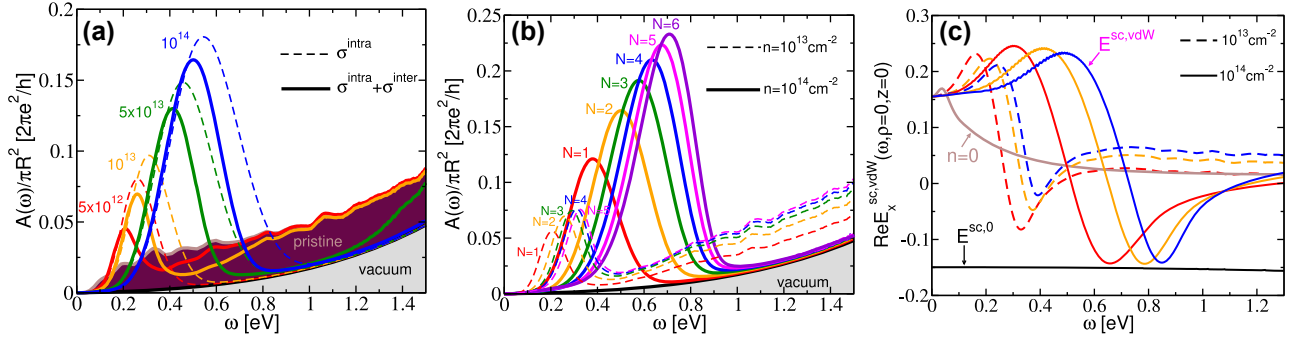 (a)
A(ω)/πR² [2πe²/h]
0.2
0.15
0.1
0.05
0
0 0.2 0.4 0.6 0.8 1 1.2 1.4
ω [eV]
10¹⁴
5x10¹³
10¹³
5x10¹²
σ^intra
σ^intra+σ^inter
pristine
vacuum
(b)
A(ω)/πR² [2πe²/h]
0.25
0.2
0.15
0.1
0.05
0
0 0.2 0.4 0.6 0.8 1 1.2 1.4
ω [eV]
N=6
N=5
N=4
N=3
N=2
N=1
N=4
N=3
N=2
N=5
N=1
n=10¹³cm⁻²
n=10¹⁴cm⁻²
vacuum
(c)
ReE_x^sc,vdW(ω,ρ=0,z=0)
0.3
0.15
0
-0.15
-0.3
0 0.2 0.4 0.6 0.8 1 1.2
ω [eV]
E^sc,vdW
10¹³cm⁻²
10¹⁴cm⁻²
n=0
E^sc,0